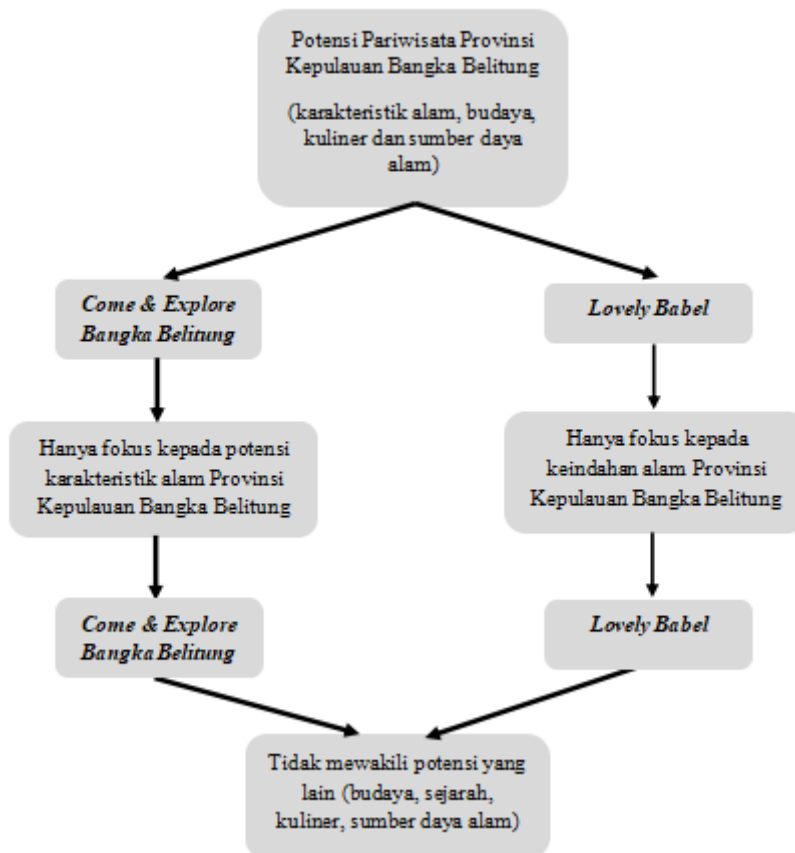 Potensi Pariwisata Provinsi
Kepulauan Bangka Belitung
(karakteristik alam, budaya,
kuliner dan sumber daya
alam)
Come & Explore
Bangka Belitung
Lovely Babel
Hanya fokus kepada potensi
karakteristik alam Provinsi
Kepulauan Bangka Belitung
Hanya fokus kepada
keindahan alam Provinsi
Kepulauan Bangka Belitung
Come & Explore
Bangka Belitung
Lovely Babel
Tidak mewakili potensi yang
lain (budaya, sejarah,
kuliner, sumber daya alam)